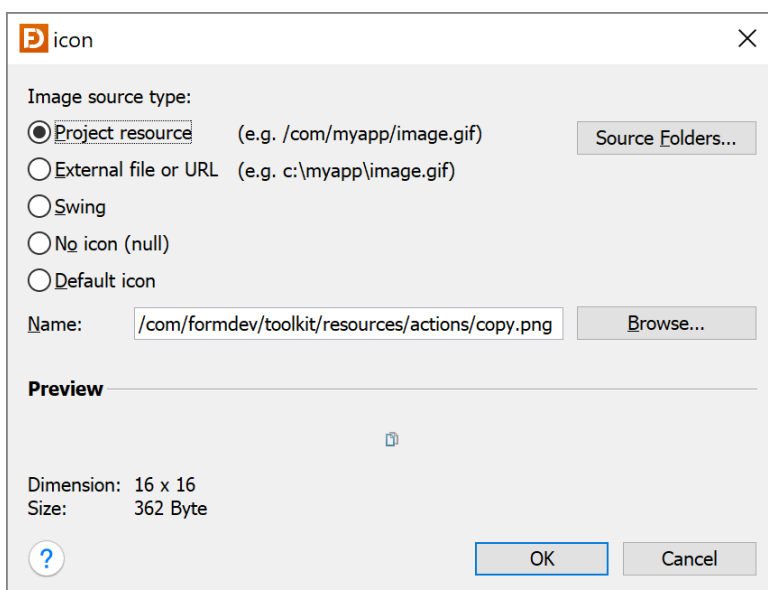 icon
Image source type:
Project resource (e.g. /com/myapp/image.gif) Source Folders...
External file or URL (e.g. c:\myapp\image.gif)
Swing
No icon (null)
Default icon
Name: /com/formdev/toolkit/resources/actions/copy.png Browse...
Preview
Dimension: 16 x 16
Size: 362 Byte
? OK Cancel